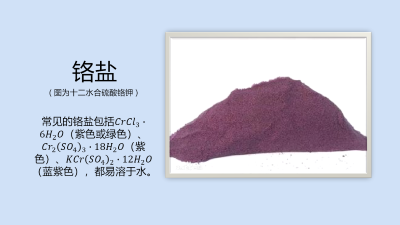 铬盐
（图为十二水合硫酸铬钾）
常见的铬盐包括CrCl₃·
6H₂O（紫色或绿色）、
Cr₂(SO₄)₃·18H₂O（紫
色）、KCr(SO₄)₂·12H₂O
（蓝紫色），都易溶于水。